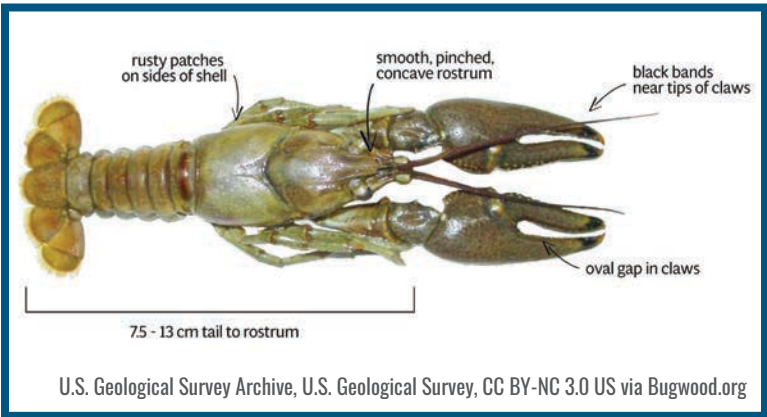 rusty patches
on sides of shell
smooth, pinched,
concave rostrum
black bands
near tips of claws
oval gap in claws
7.5 - 13 cm tail to rostrum
U.S. Geological Survey Archive, U.S. Geological Survey, CC BY-NC 3.0 US via Bugwood.org